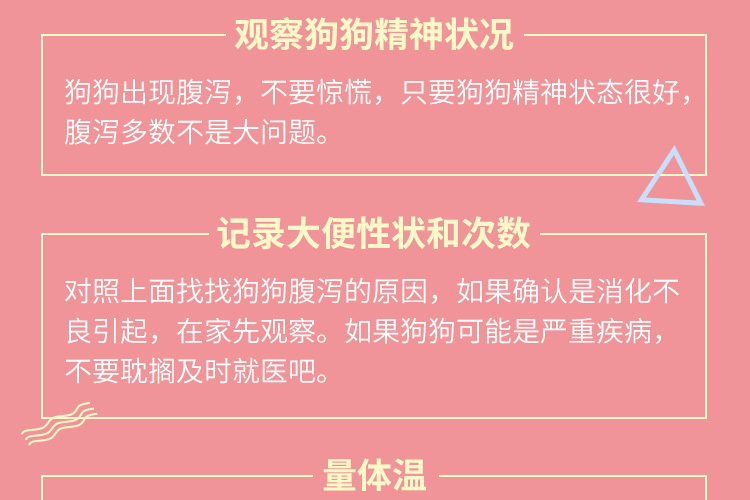 观察狗狗精神状况
狗狗出现腹泻，不要惊慌，只要狗狗精神状态很好，
腹泻多数不是大问题。
记录大便性状和次数
对照上面找找狗狗腹泻的原因，如果确认是消化不
良引起，在家先观察。如果狗狗可能是严重疾病，
不要耽搁及时就医吧。
量体温